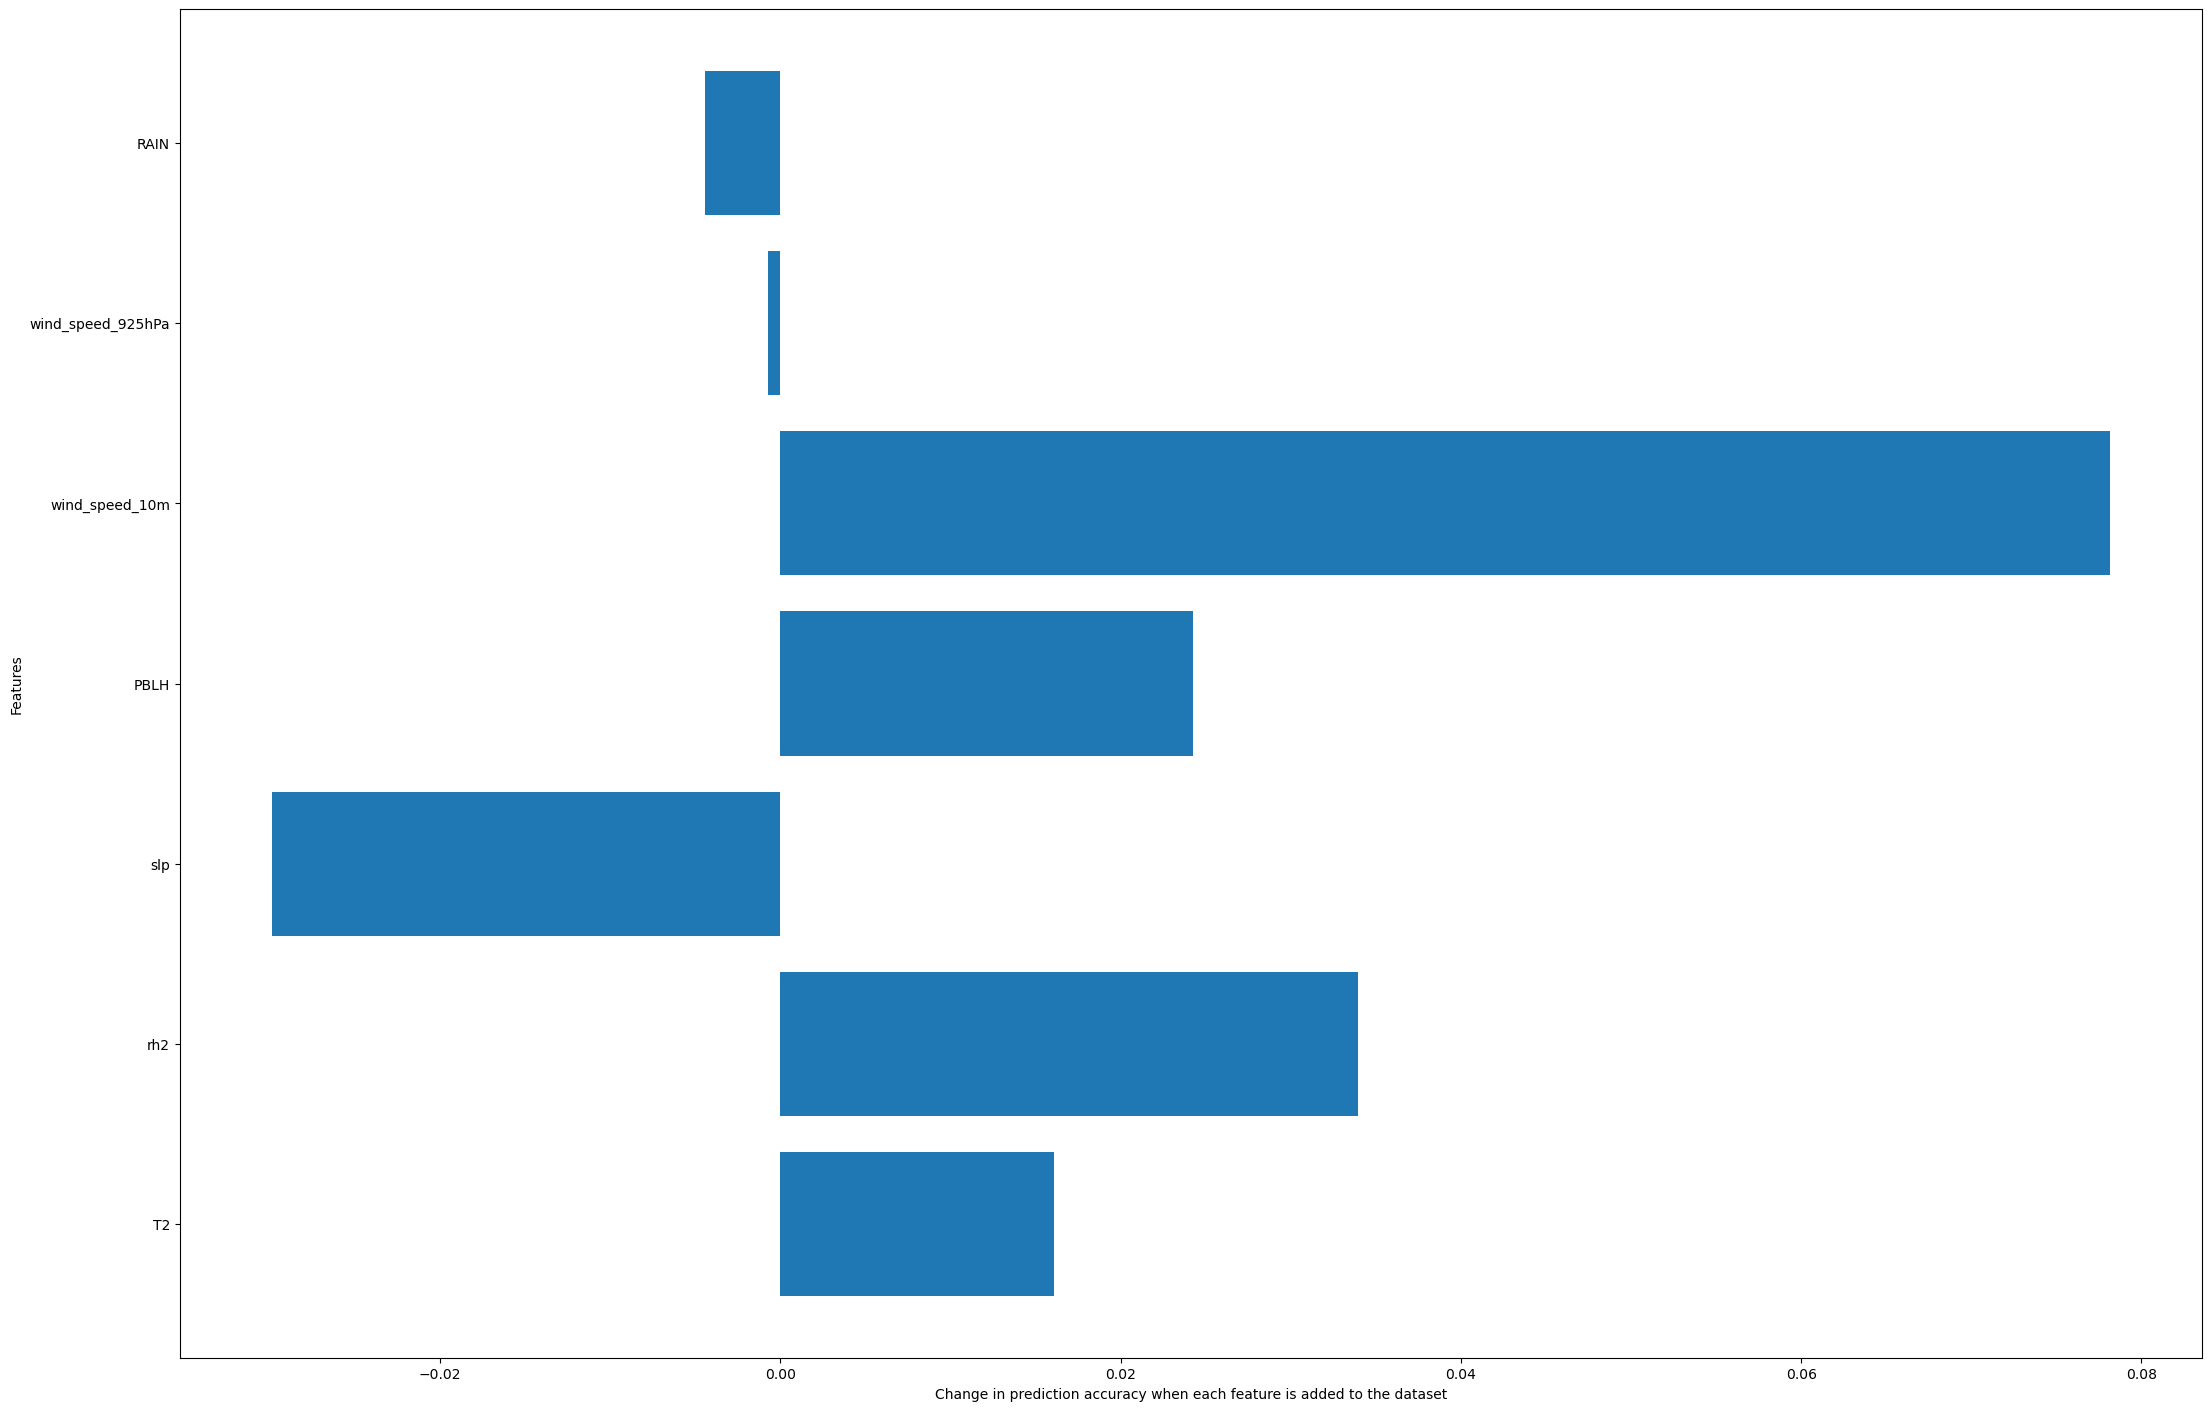 RAIN
wind_speed_925hPa
wind_speed_10m
PBLH
slp
rh2
T2
Features
−0.02
0.00
0.02
0.04
0.06
0.08
Change in prediction accuracy when each feature is added to the dataset